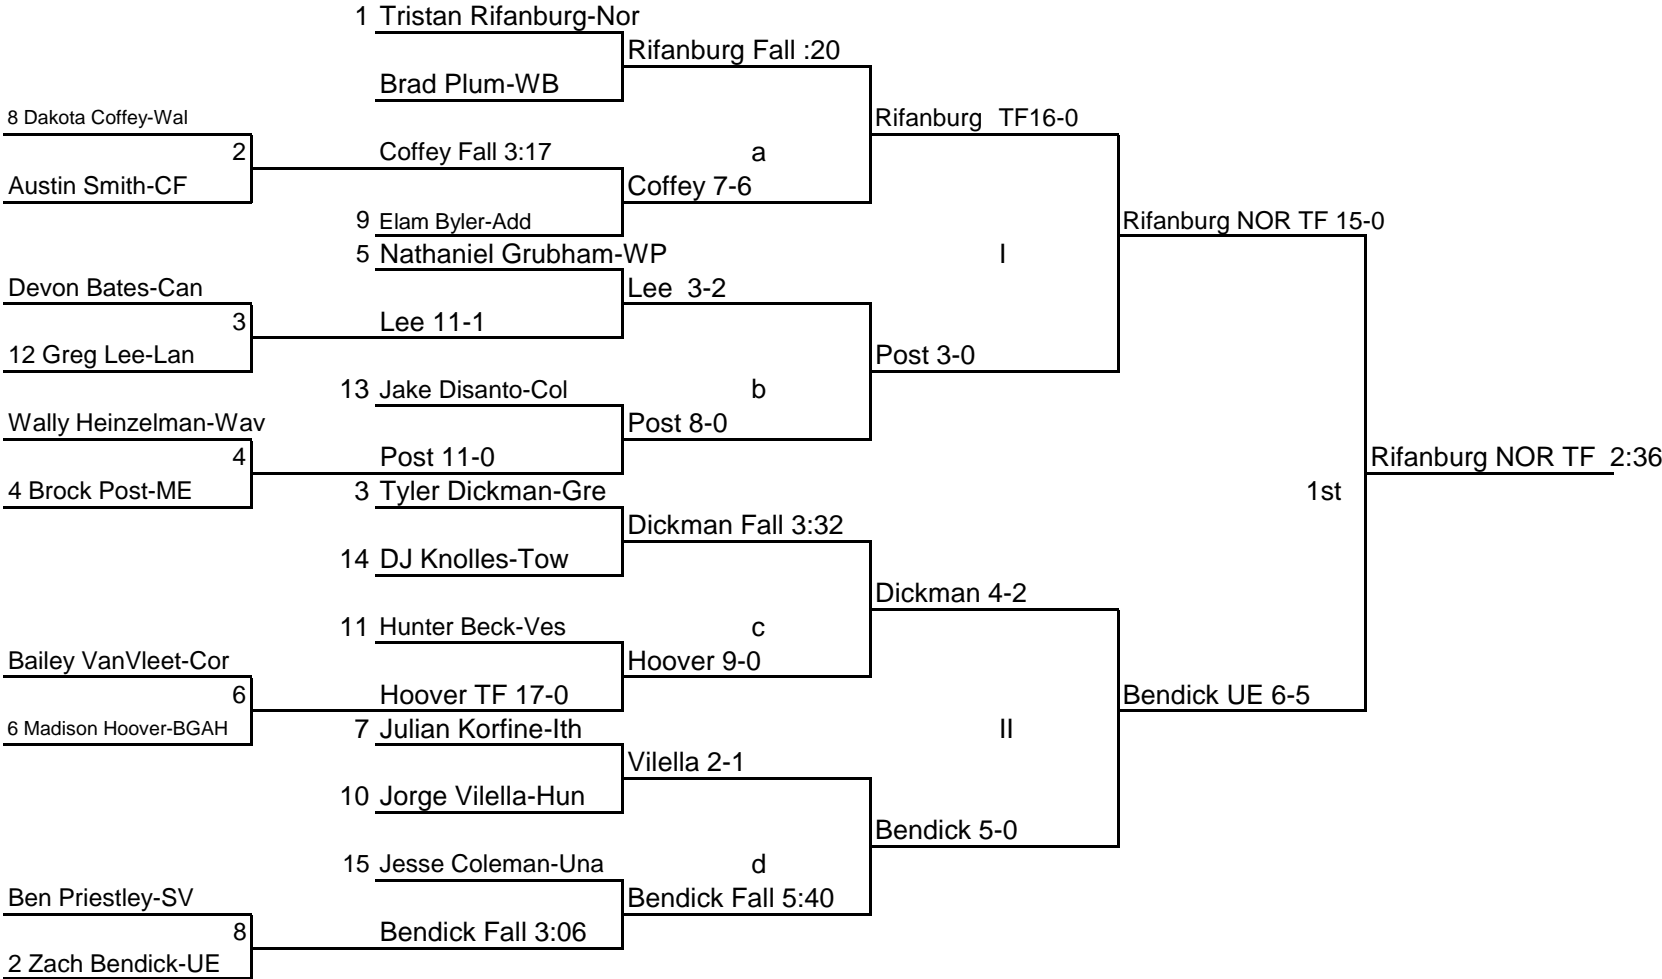 1 Tristan Rifanburg-Nor
Rifanburg Fall :20
Brad Plum-WB
8 Dakota Coffey-Wal
Rifanburg TF16-0
2
Coffey Fall 3:17
a
Austin Smith-CF
Coffey 7-6
9 Elam Byler-Add
Rifanburg NOR TF 15-0
5 Nathaniel Grubham-WP
I
Devon Bates-Can
Lee 3-2
3
Lee 11-1
12 Greg Lee-Lan
Post 3-0
13 Jake Disanto-Col
b
Wally Heinzelman-Wav
Post 8-0
4
Post 11-0
Rifanburg NOR TF 2:36
4 Brock Post-ME
3 Tyler Dickman-Gre
1st
Dickman Fall 3:32
14 DJ Knolles-Tow
Dickman 4-2
11 Hunter Beck-Ves
c
Bailey VanVleet-Cor
Hoover 9-0
6
Hoover TF 17-0
Bendick UE 6-5
6 Madison Hoover-BGAH
7 Julian Korfine-Ith
II
Vilella 2-1
10 Jorge Vilella-Hun
Bendick 5-0
15 Jesse Coleman-Una
d
Ben Priestley-SV
Bendick Fall 5:40
8
Bendick Fall 3:06
2 Zach Bendick-UE